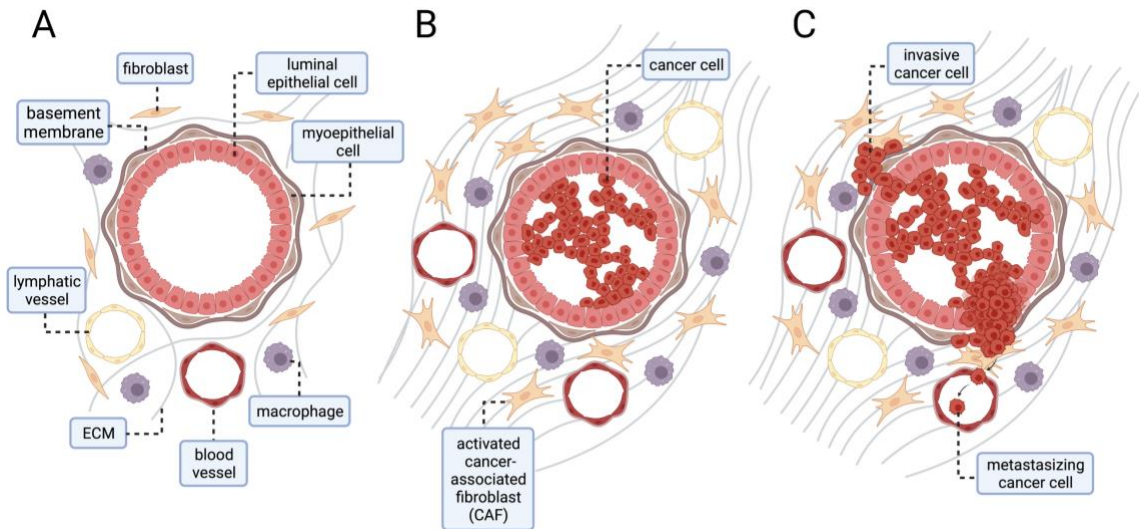 A
fibroblast
luminal
epithelial cell
basement
membrane
myoepithelial
cell
lymphatic
vessel
ECM
blood
vessel
macrophage
B
cancer cell
activated
cancer-
associated
fibroblast
(CAF)
C
invasive
cancer cell
metastasizing
cancer cell